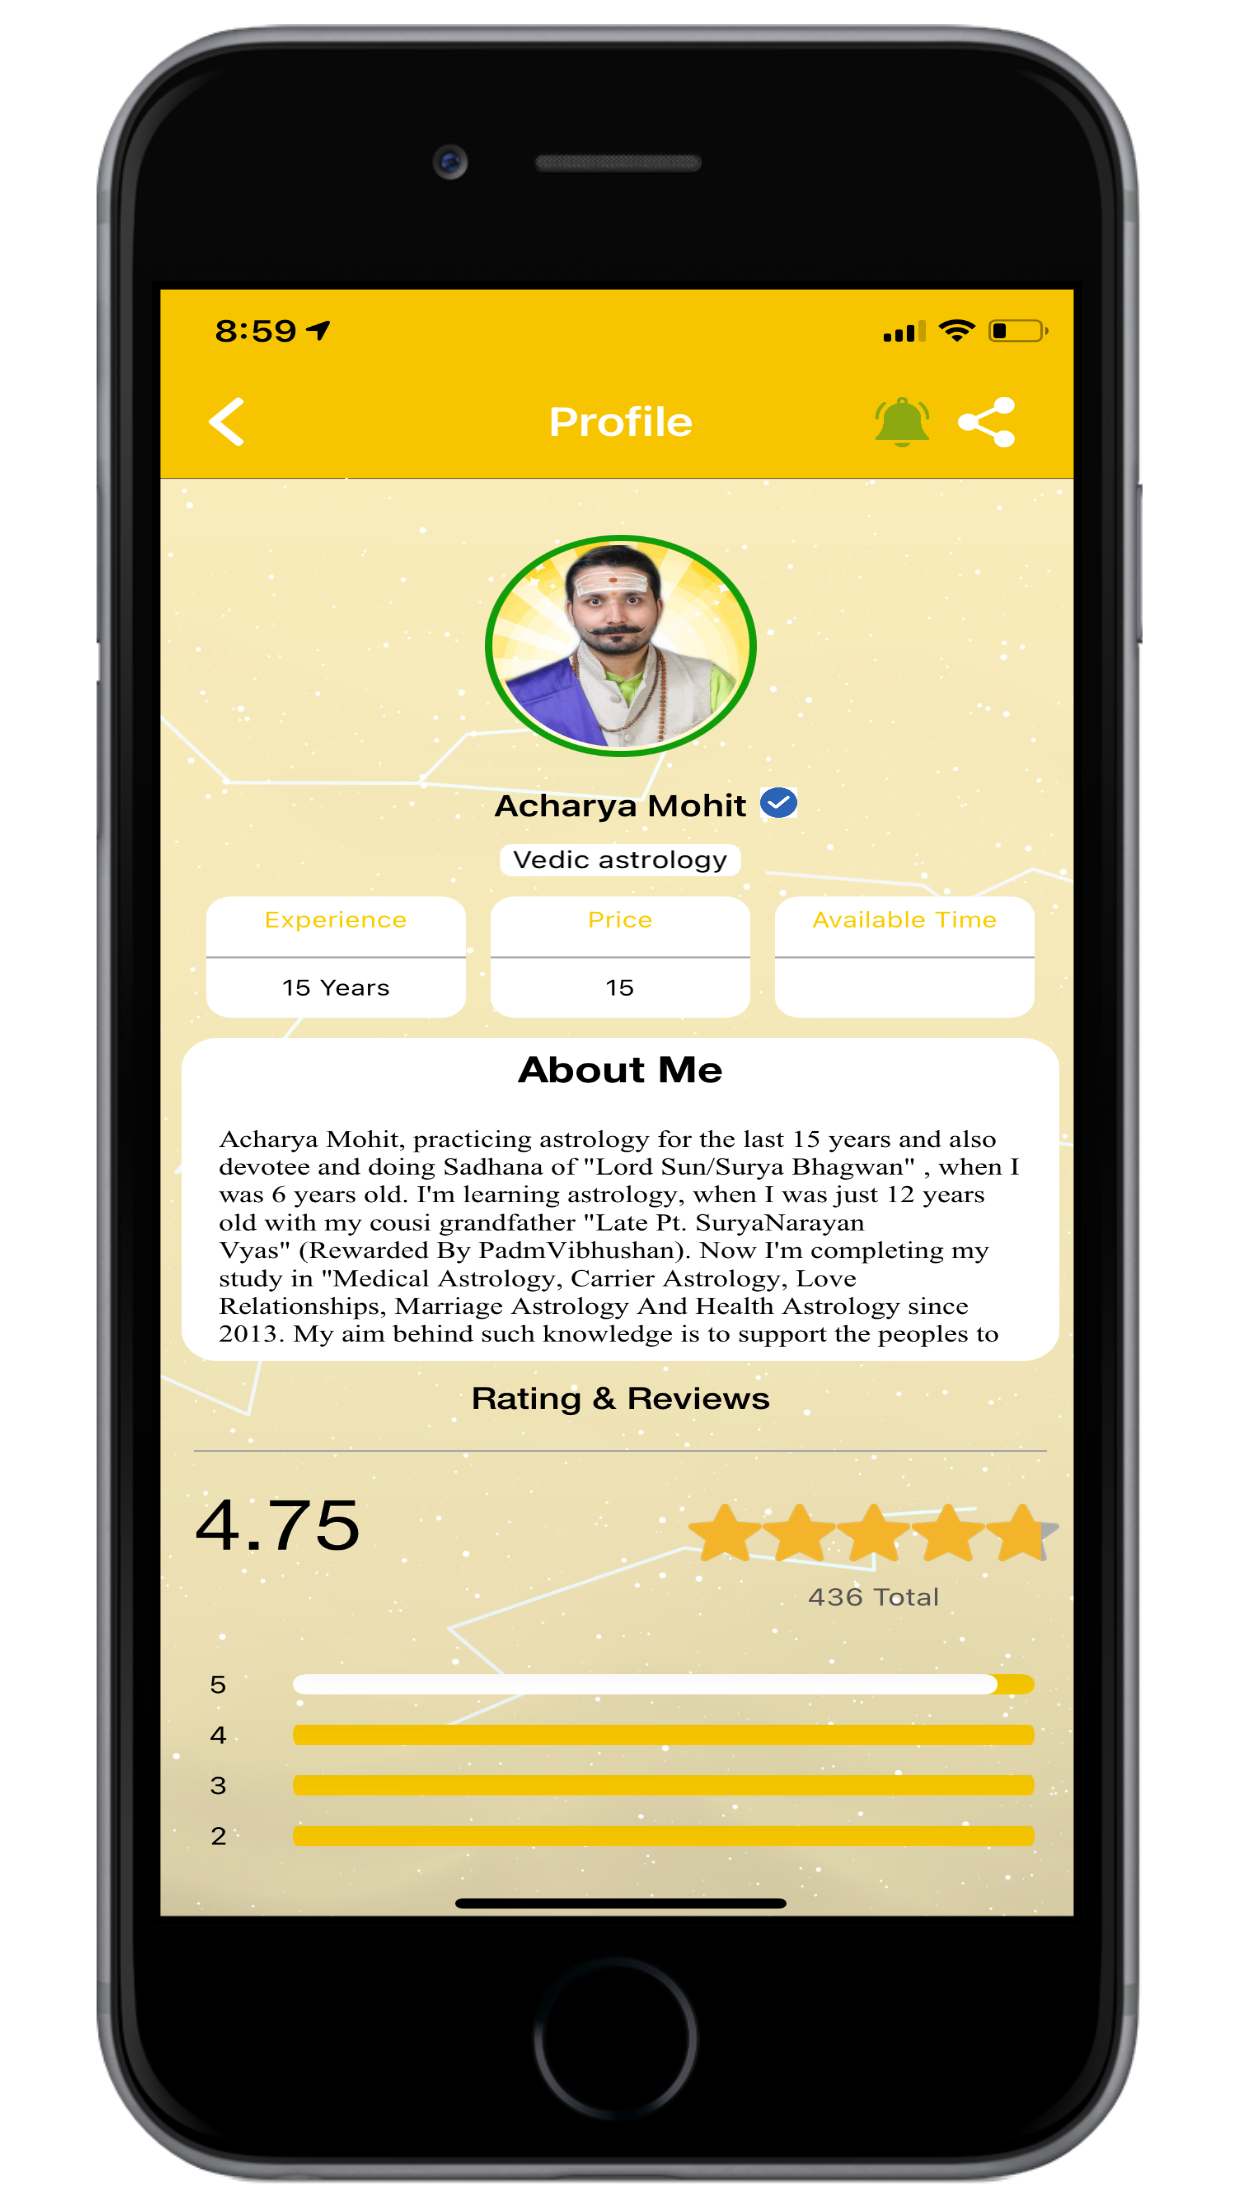 8:59
Profile
Acharya Mohit
Vedic astrology
Experience
Price
Available Time
15 Years
15
About Me
Acharya Mohit, practicing astrology for the last 15 years and also
devotee and doing Sadhana of "Lord Sun/Surya Bhagwan" , when I
was 6 years old. I'm learning astrology, when I was just 12 years
old with my cousi grandfather "Late Pt. SuryaNarayan
Vyas" (Rewarded By PadmVibhushan). Now I'm completing my
study in "Medical Astrology, Carrier Astrology, Love
Relationships, Marriage Astrology And Health Astrology since
2013. My aim behind such knowledge is to support the peoples to
Rating & Reviews
4.75
436 Total
5
4
3
2